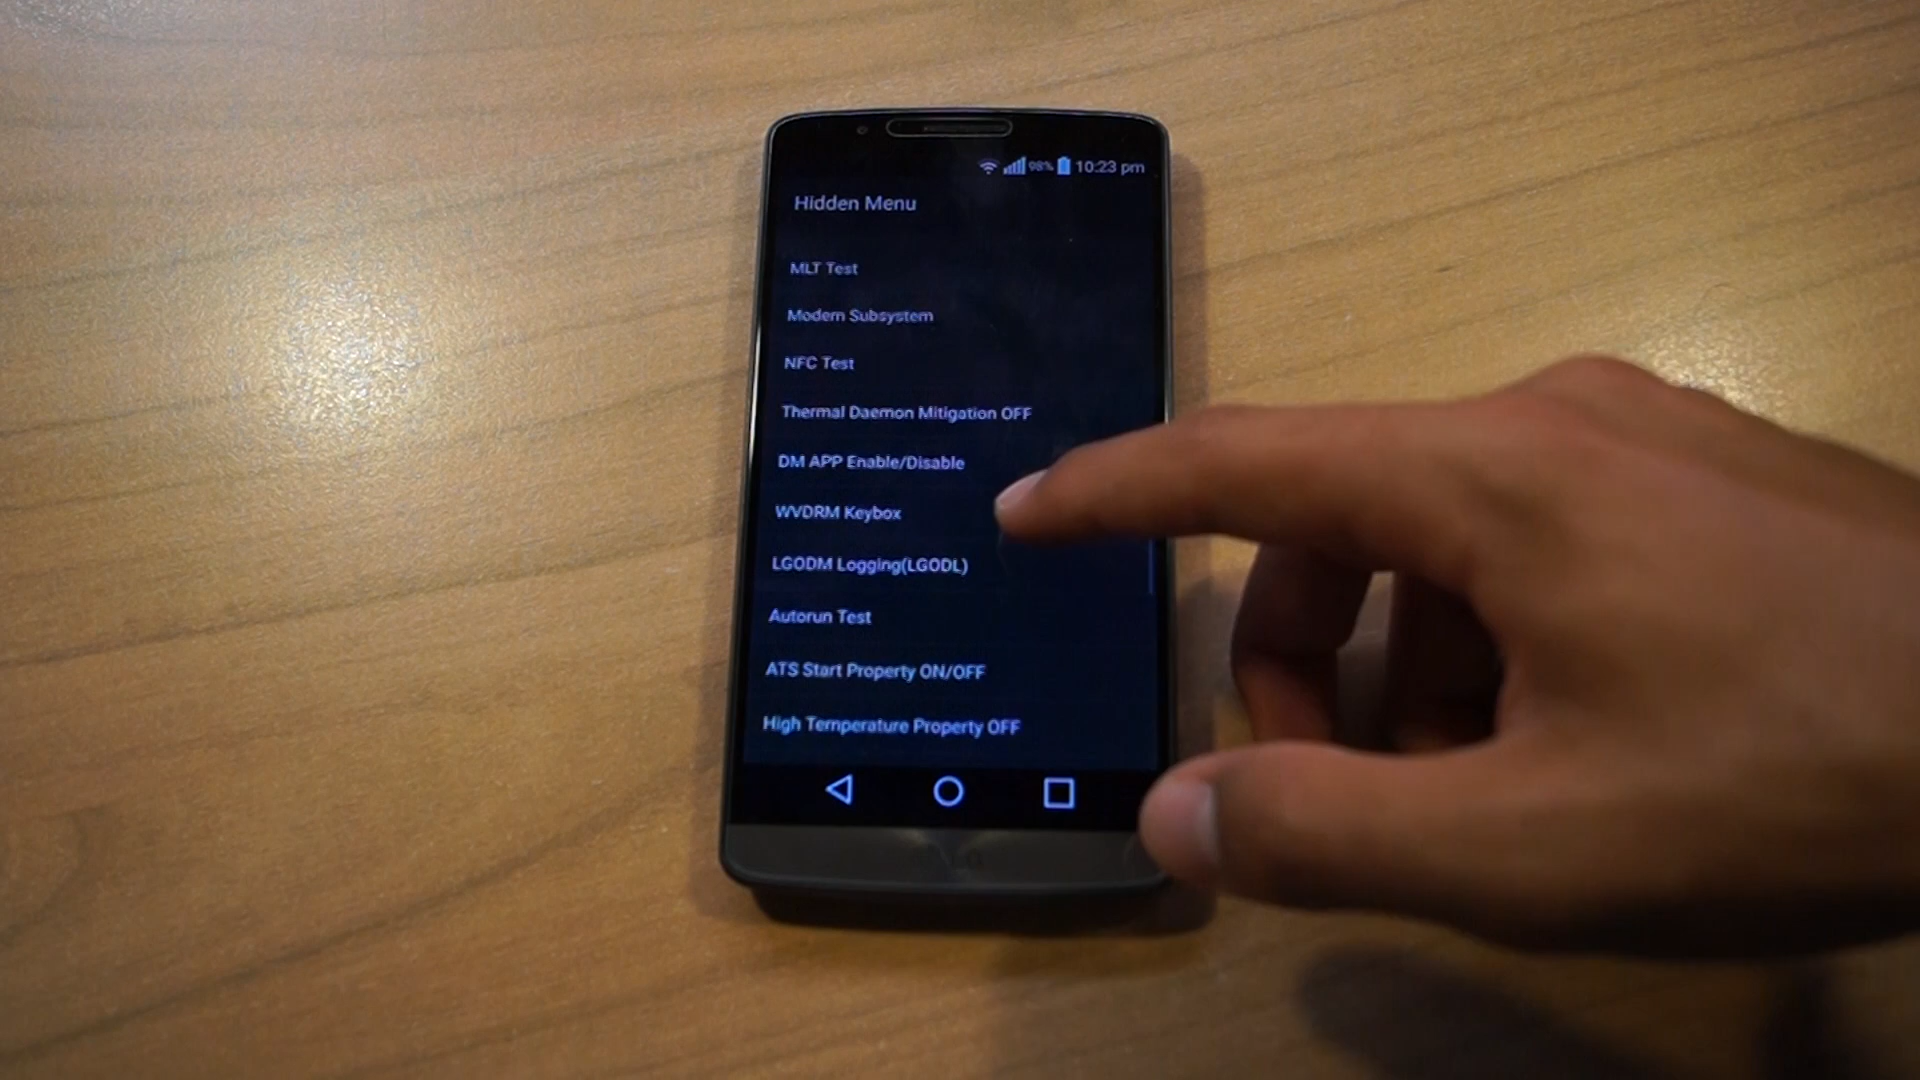 98% 10:23 pm
Hidden Menu
MLT Test
Modem Subsystem
NFC Test
Thermal Daemon Mitigation OFF
DM APP Enable/Disable
WVDRM Keybox
LGODM Logging(LGODL)
Autorun Test
ATS Start Property ON/OFF
High Temperature Property OFF